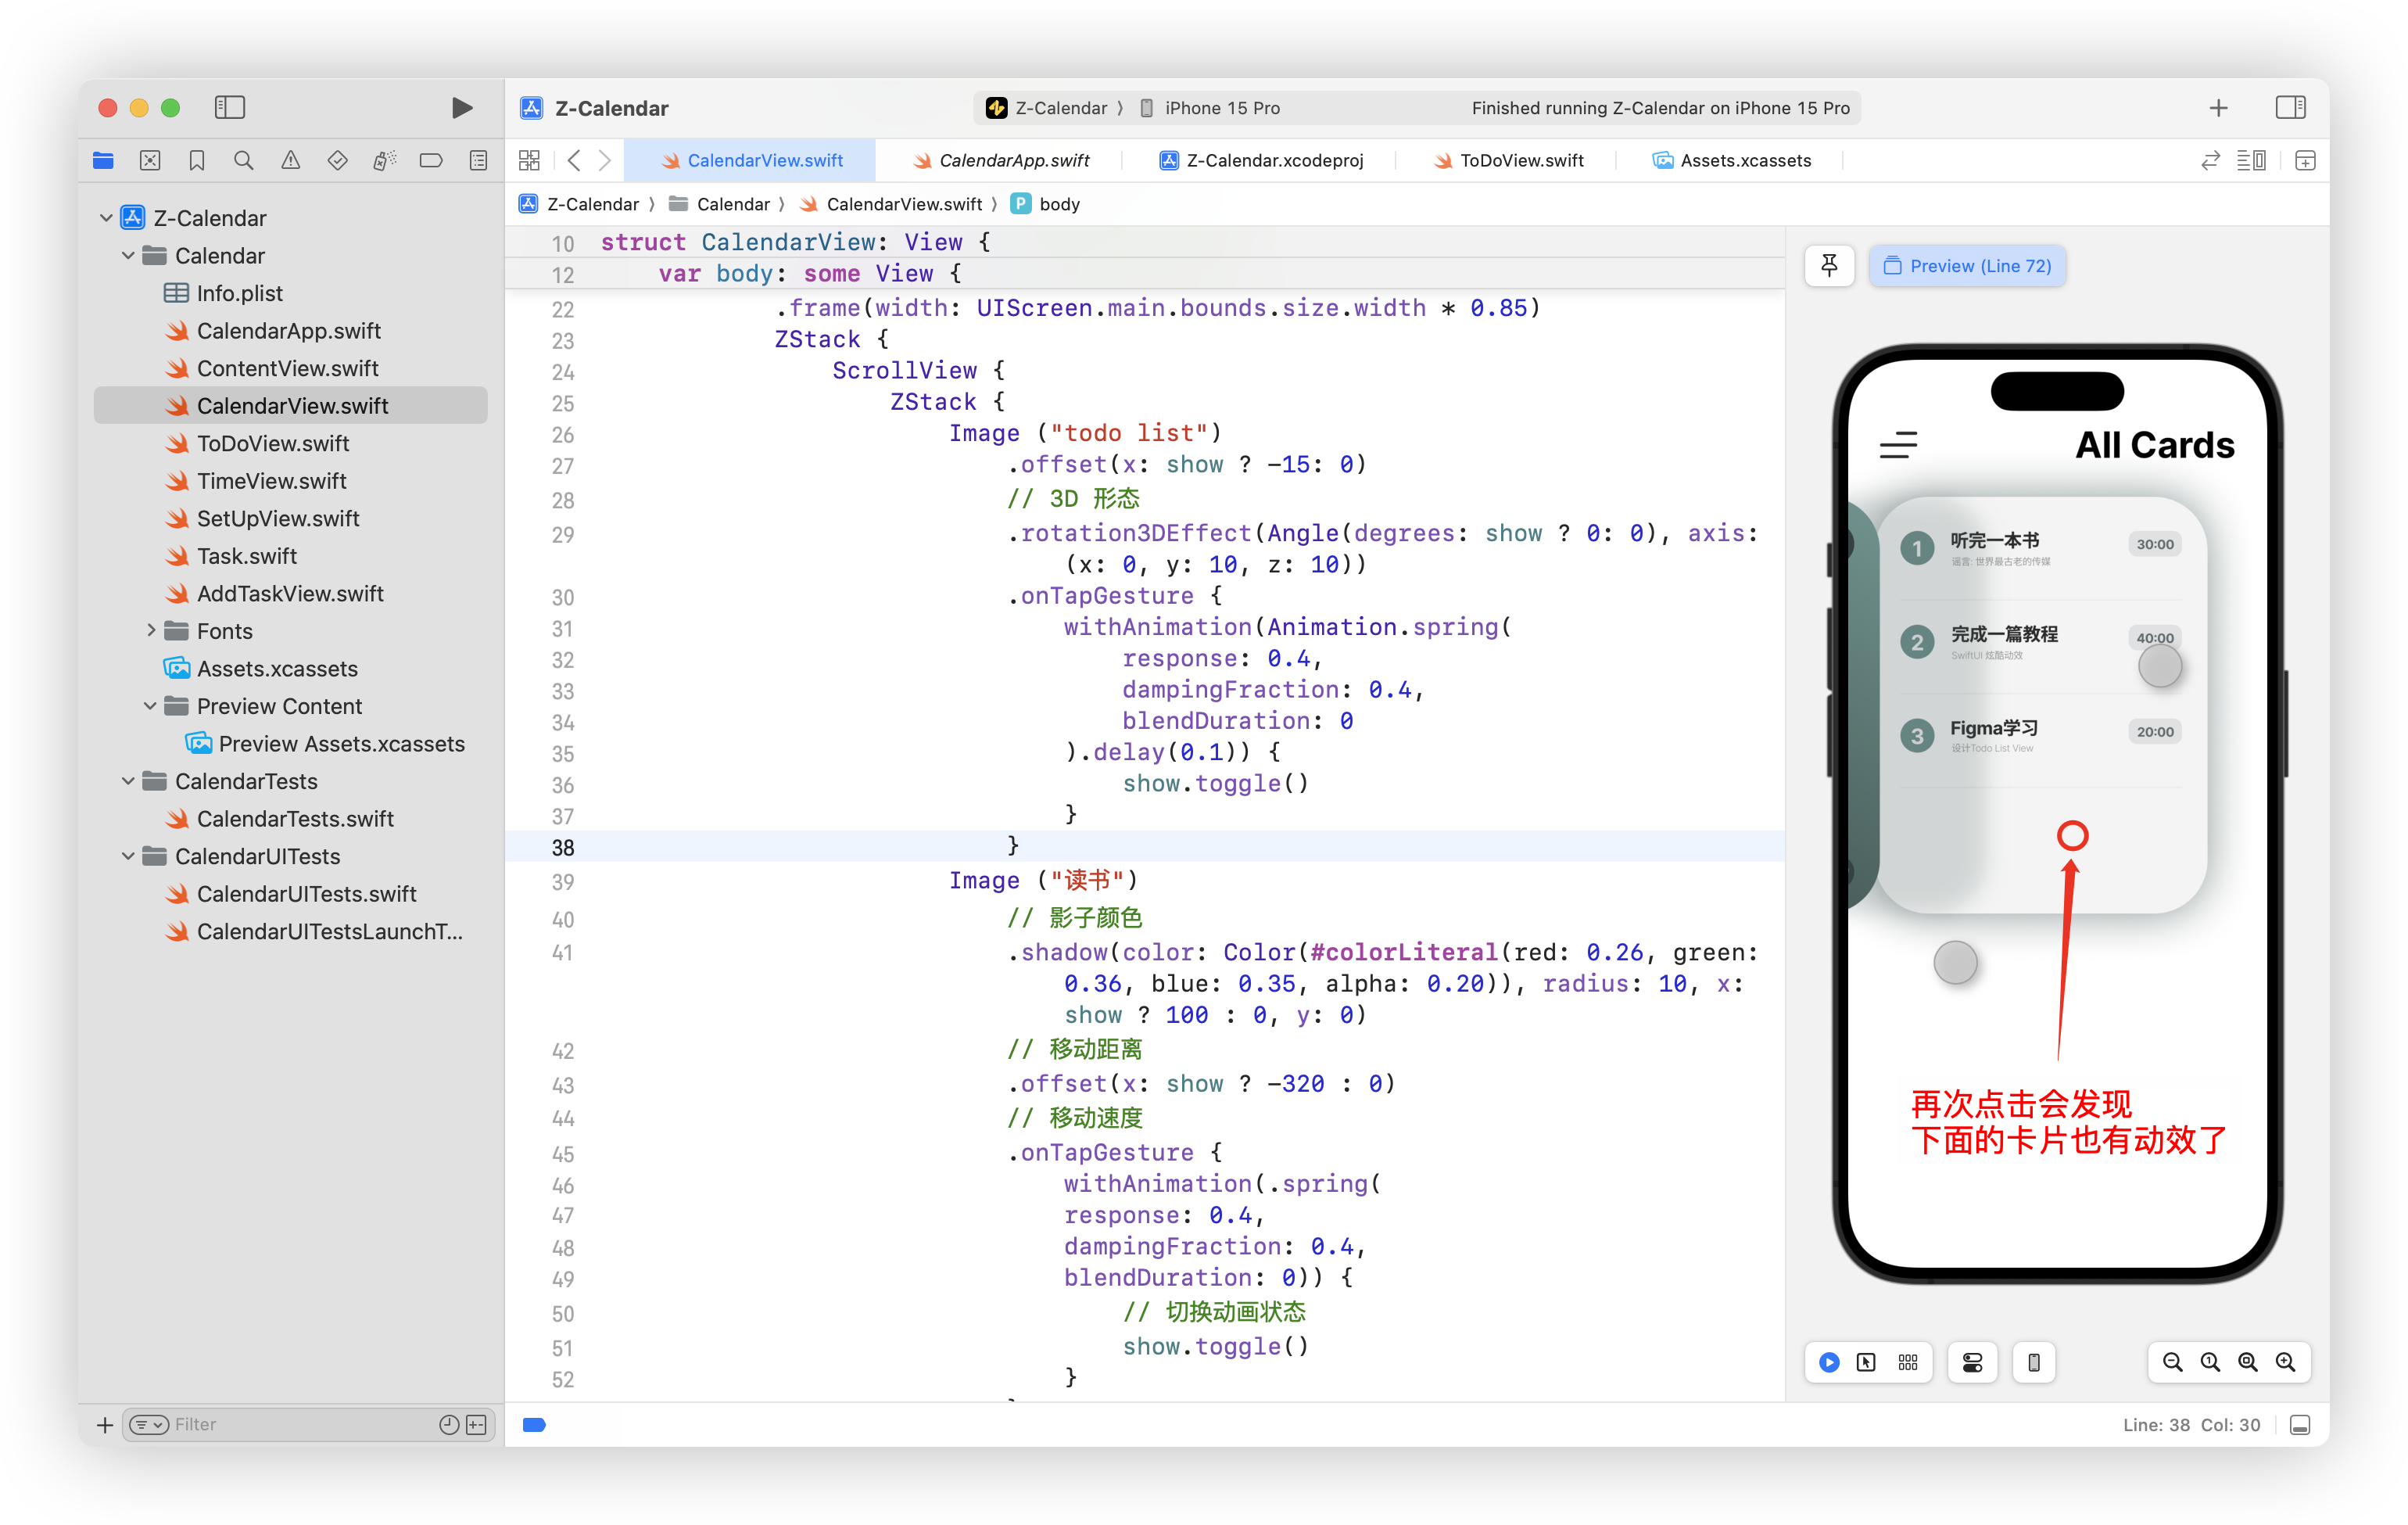 Z-Calendar
Z-Calendar
iPhone 15 Pro
Finished running Z-Calendar on iPhone 15 Pro
CalendarView.swift
CalendarApp.swift
Z-Calendar.xcodeproj
ToDoView.swift
Assets.xcassets
Z-Calendar
Calendar
CalendarView.swift
P
body
Z-Calendar
Calendar
Info.plist
CalendarApp.swift
ContentView.swift
CalendarView.swift
ToDoView.swift
TimeView.swift
SetUpView.swift
Task.swift
AddTaskView.swift
Fonts
Assets.xcassets
Preview Content
Preview Assets.xcassets
CalendarTests
CalendarTests.swift
CalendarUITests
CalendarUITests.swift
CalendarUITestsLaunchT...
Filter
10 struct CalendarView: View {
12 var body: some View {
22 .frame(width: UIScreen.main.bounds.size.width * 0.85)
23 ZStack {
24 ScrollView {
25 ZStack {
26 Image ("todo list")
27 .offset(x: show ? -15: 0)
28 // 3D 形态
29 .rotation3DEffect(Angle(degrees: show ? 0: 0), axis:
(x: 0, y: 10, z: 10))
30 .onTapGesture {
31 withAnimation(Animation.spring(
32 response: 0.4,
33 dampingFraction: 0.4,
34 blendDuration: 0
35 ).delay(0.1)) {
36 show.toggle()
37 }
38 }
39 Image ("读书")
40 // 影子颜色
41 .shadow(color: Color(#colorLiteral(red: 0.26, green:
0.36, blue: 0.35, alpha: 0.20)), radius: 10, x:
show ? 100 : 0, y: 0)
42 // 移动距离
43 .offset(x: show ? -320 : 0)
44 // 移动速度
45 .onTapGesture {
46 withAnimation(.spring(
47 response: 0.4,
48 dampingFraction: 0.4,
49 blendDuration: 0)) {
50 // 切换动画状态
51 show.toggle()
52 }
Preview (Line 72)
All Cards
1 听完一本书 30:00
谣言: 世界最古老的传媒
2 完成一篇教程 40:00
SwiftUI 炫酷动效
3 Figma学习 20:00
设计Todo List View
再次点击会发现
下面的卡片也有动效了
Line: 38 Col: 30